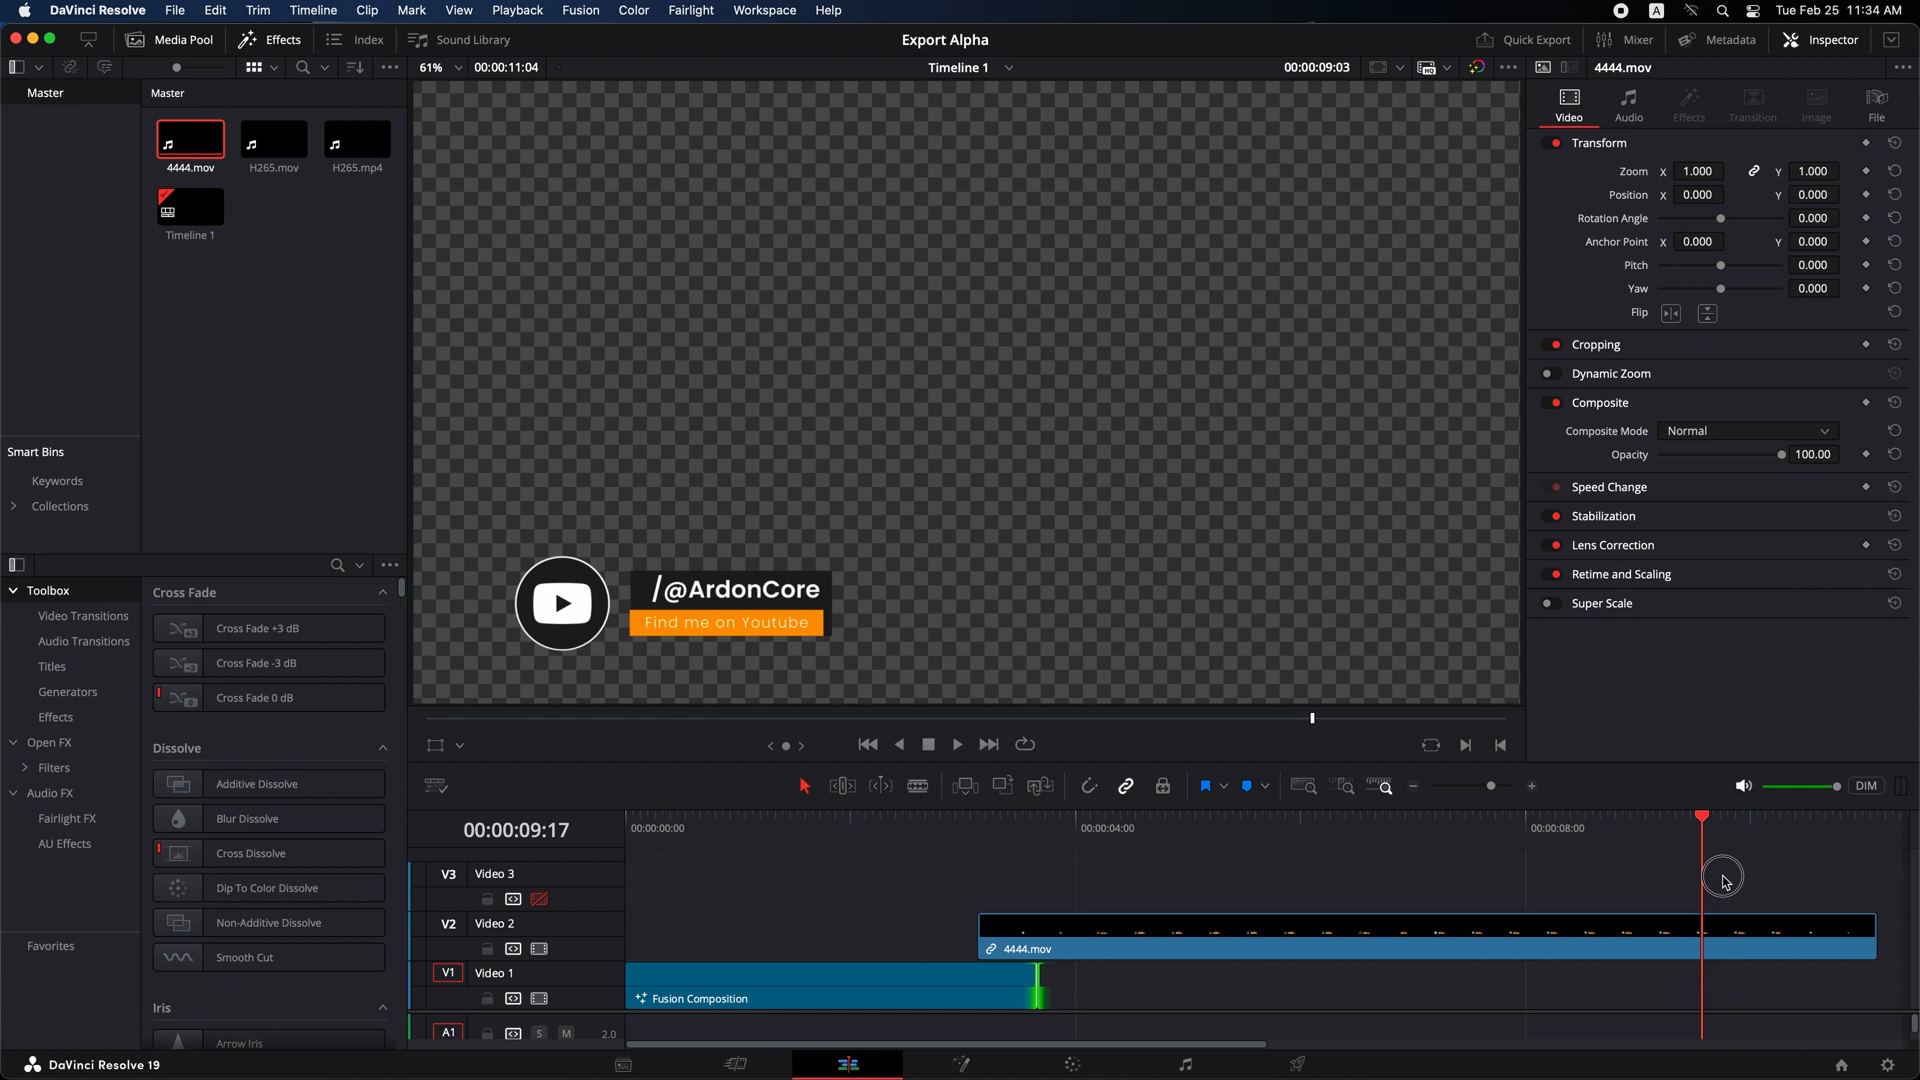 DaVinci Resolve File Edit Trim Timeline Clip Mark View Playback Fusion Color Fairlight Workspace Help A Tue Feb 25 11:34 AM
Media Pool Effects Index Sound Library Export Alpha Quick Export Mixer Metadata Inspector
61% 00:00:11:04 Timeline 1 00:00:09:03 HQ 4444.mov
Master Master
4444.mov H265.mov H265.mp4
Timeline 1
Video Audio Effects Transition Image File
Transform
Zoom X 1.000 Y 1.000
Position X 0.000 Y 0.000
Rotation Angle 0.000
Anchor Point X 0.000 Y 0.000
Pitch 0.000
Yaw 0.000
Flip
Cropping
Dynamic Zoom
Composite
Composite Mode Normal
Opacity 100.00
Speed Change
Stabilization
Lens Correction
Retime and Scaling
Super Scale
Smart Bins
Keywords
Collections
/@ArdonCore
Find me on Youtube
Toolbox
Video Transitions
Audio Transitions
Titles
Generators
Effects
Open FX
Filters
Audio FX
Fairlight FX
AU Effects
Favorites
Cross Fade
Cross Fade +3 dB
Cross Fade -3 dB
Cross Fade 0 dB
Dissolve
Additive Dissolve
Blur Dissolve
Cross Dissolve
Dip To Color Dissolve
Non-Additive Dissolve
Smooth Cut
Iris
Arrow Iris
DIM
00:00:09:17 00:00:00:00 00:00:04:00 00:00:08:00
V3 Video 3
V2 Video 2
4444.mov
V1 Video 1
Fusion Composition
A1 S M 2.0
DaVinci Resolve 19